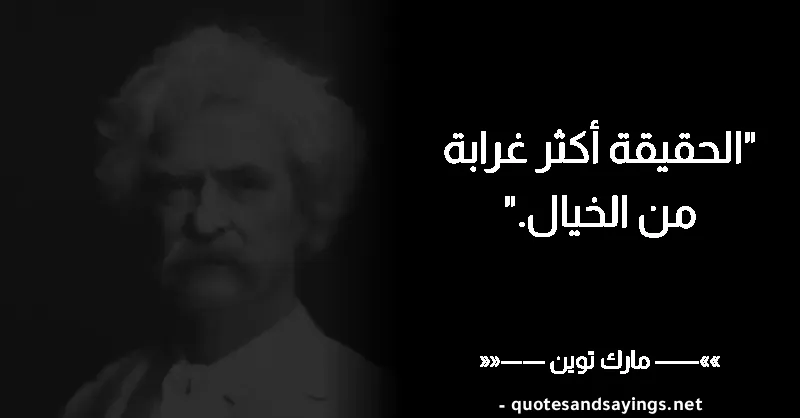 "الحقيقة أكثر غرابة
من الخيال."
»»—— مارك توين ——««
- quotesandsayings.net